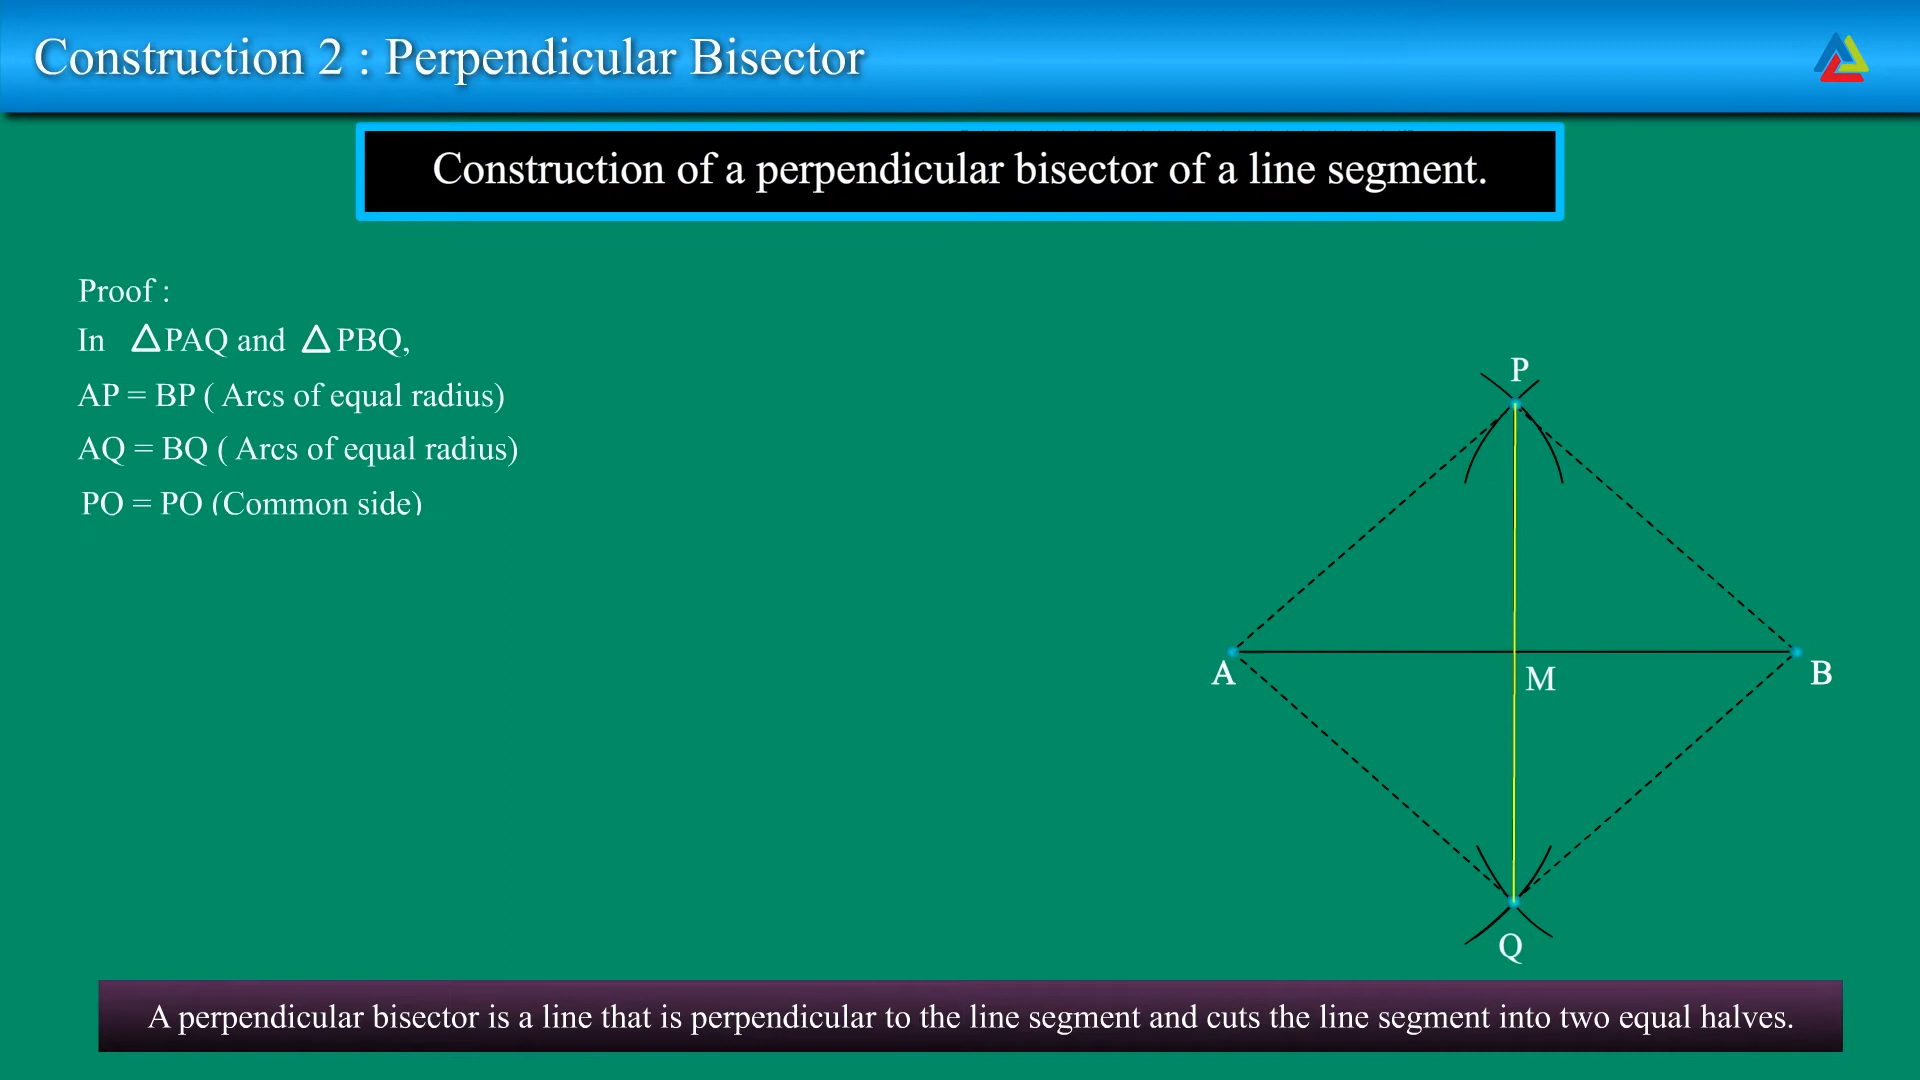 Construction 2 : Perpendicular Bisector
Construction of a perpendicular bisector of a line segment.
Proof :
In △PAQ and △PBQ,
AP = BP ( Arcs of equal radius)
AQ = BQ ( Arcs of equal radius)
PO = PO (Common side)
P
A
M
B
Q
A perpendicular bisector is a line that is perpendicular to the line segment and cuts the line segment into two equal halves.